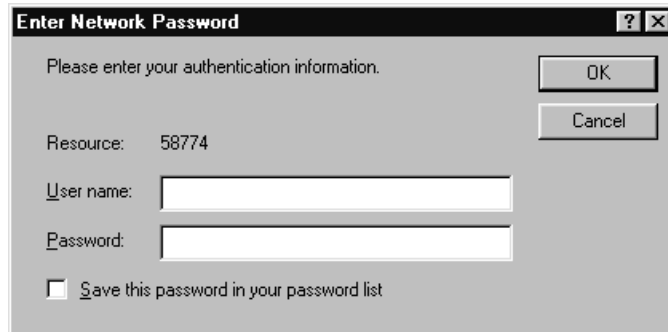 Enter Network Password
Please enter your authentication information.
OK
Cancel
Resource: 58774
User name:
Password:
Save this password in your password list